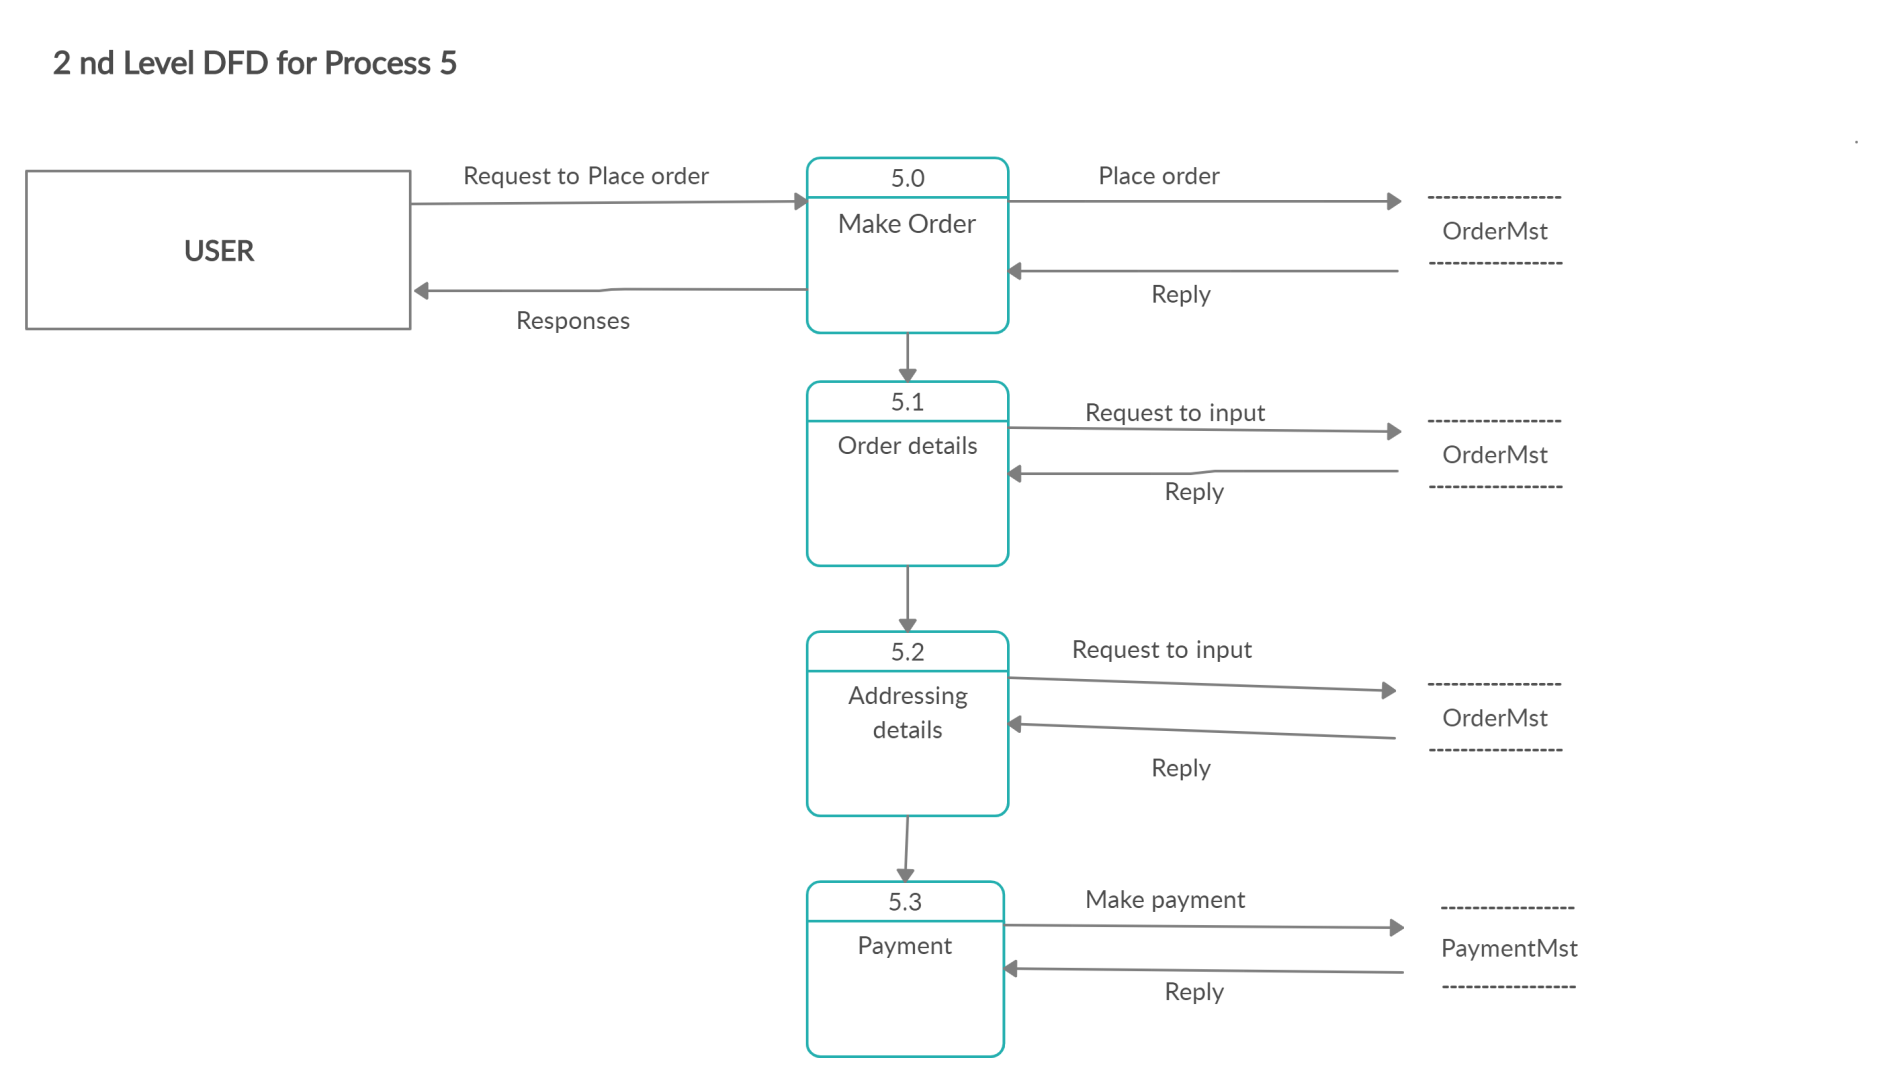 2 nd Level DFD for Process 5
USER
Request to Place order
Responses
5.0
Make Order
Place order
Reply
OrderMst
5.1
Order details
Request to input
Reply
OrderMst
5.2
Addressing
details
Request to input
Reply
OrderMst
5.3
Payment
Make payment
Reply
PaymentMst